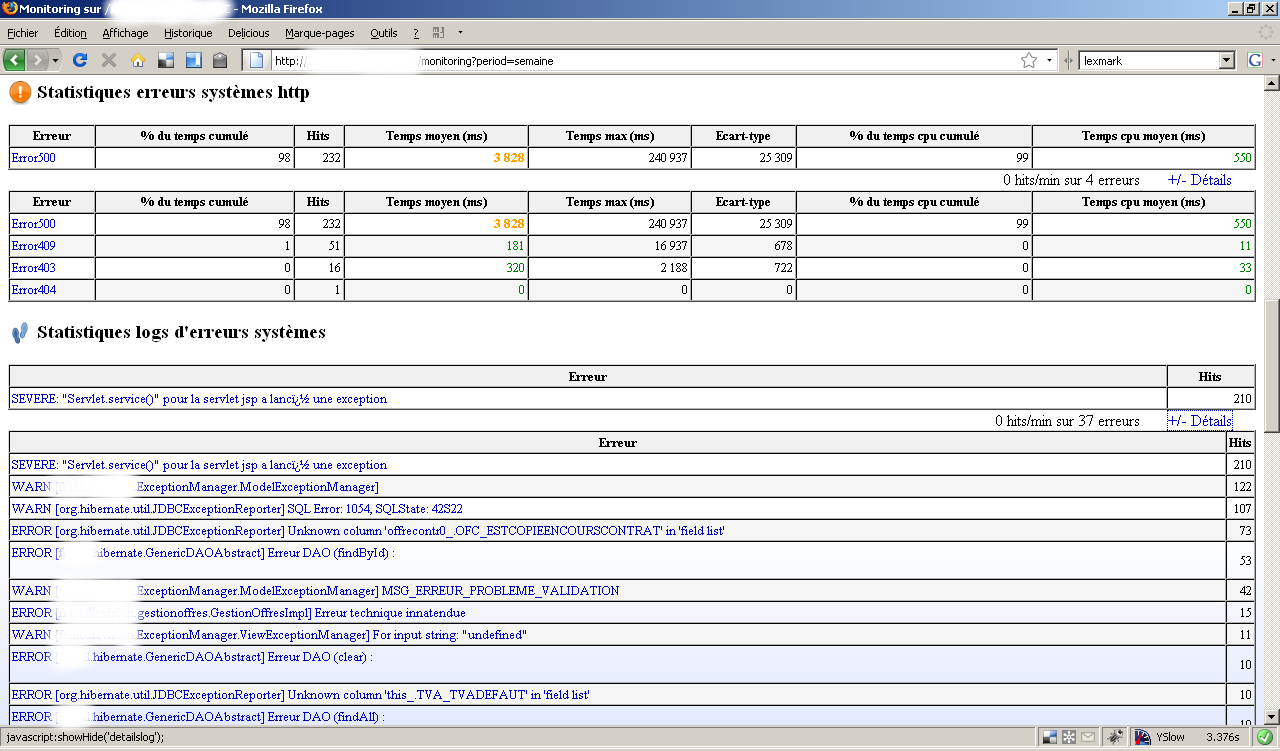 Monitoring sur / - Mozilla Firefox
Fichier Édition Affichage Historique Delicious Marque-pages Outils ?
http:// /monitoring?period=semaine lexmark G
Statistiques erreurs systèmes http
Erreur % du temps cumulé Hits Temps moyen (ms) Temps max (ms) Ecart-type % du temps cpu cumulé Temps cpu moyen (ms)
Error500 98 232 3 828 240 937 25 309 99 550
0 hits/min sur 4 erreurs +/- Détails
Erreur % du temps cumulé Hits Temps moyen (ms) Temps max (ms) Ecart-type % du temps cpu cumulé Temps cpu moyen (ms)
Error500 98 232 3 828 240 937 25 309 99 550
Error409 1 51 181 16 937 678 0 11
Error403 0 16 320 2 188 722 0 33
Error404 0 1 0 0 0 0 0
Statistiques logs d'erreurs systèmes
Erreur Hits
SEVERE: "Servlet.service()" pour la servlet jsp a lancï¿½ une exception 210
0 hits/min sur 37 erreurs +/- Détails
Erreur Hits
SEVERE: "Servlet.service()" pour la servlet jsp a lancï¿½ une exception 210
WARN [ ExceptionManager.ModelExceptionManager] 122
WARN [org.hibernate.util.JDBCExceptionReporter] SQL Error: 1054, SQLState: 42S22 107
ERROR [org.hibernate.util.JDBCExceptionReporter] Unknown column 'offrecontr0_.OFC_ESTCOPIEENCOURSCONTRAT' in 'field list' 73
ERROR [ hibernate.GenericDAOAbstract] Erreur DAO (findById) : 53
WARN [ ExceptionManager.ModelExceptionManager] MSG_ERREUR_PROBLEME_VALIDATION 42
ERROR [ gestionoffres.GestionOffresImpl] Erreur technique innatendue 15
WARN [ ExceptionManager.ViewExceptionManager] For input string: "undefined" 11
ERROR [ .hibernate.GenericDAOAbstract] Erreur DAO (clear) : 10
ERROR [org.hibernate.util.JDBCExceptionReporter] Unknown column 'this_.TVA_TVADEFAUT' in 'field list' 10
ERROR [ .hibernate.GenericDAOAbstract] Erreur DAO (findAll) : 10
javascript:showHide('detailslog'); YSlow 3.376s